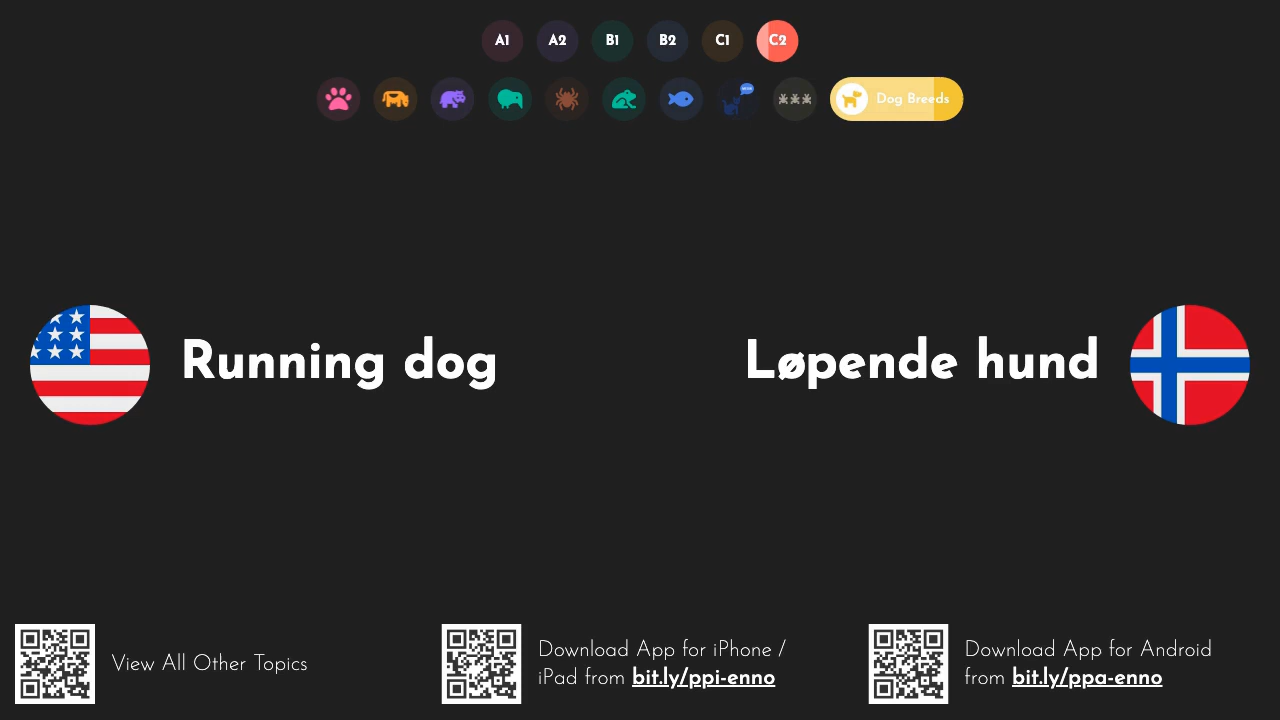 A1 A2 B1 B2 C1 C2
Dog Breeds
Running dog
Løpende hund
View All Other Topics
Download App for iPhone /
iPad from bit.ly/ppi-enno
Download App for Android
from bit.ly/ppa-enno